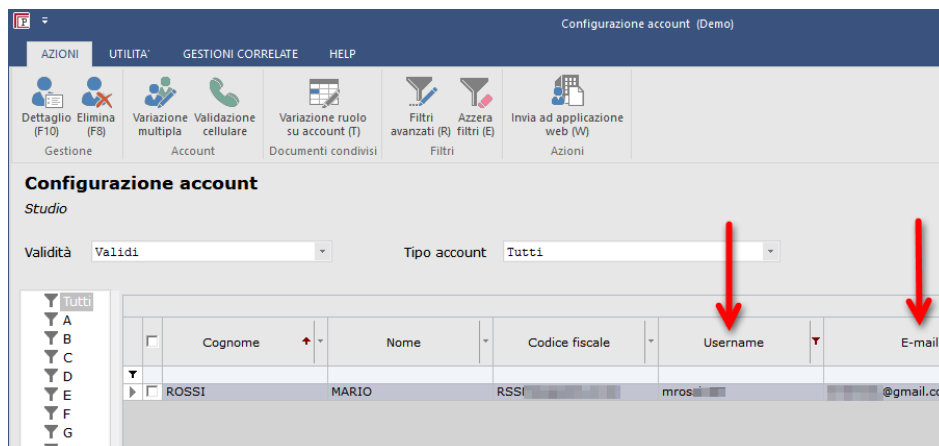 Configurazione account (Demo)
AZIONI UTILITA' GESTIONI CORRELATE HELP
Dettaglio (F10) Elimina (F8) Variazione multipla Validazione cellulare Variazione ruolo su account (T) Filtri avanzati (R) Azzera filtri (E) Invia ad applicazione web (W)
Gestione Account Documenti condivisi Filtri Azioni
Configurazione account
Studio
Validità Validi Tipo account Tutti
Tutti
A
B
C
D
E
F
G
Cognome Nome Codice fiscale Username E-mail
ROSSI MARIO RSS mros @gmail.co